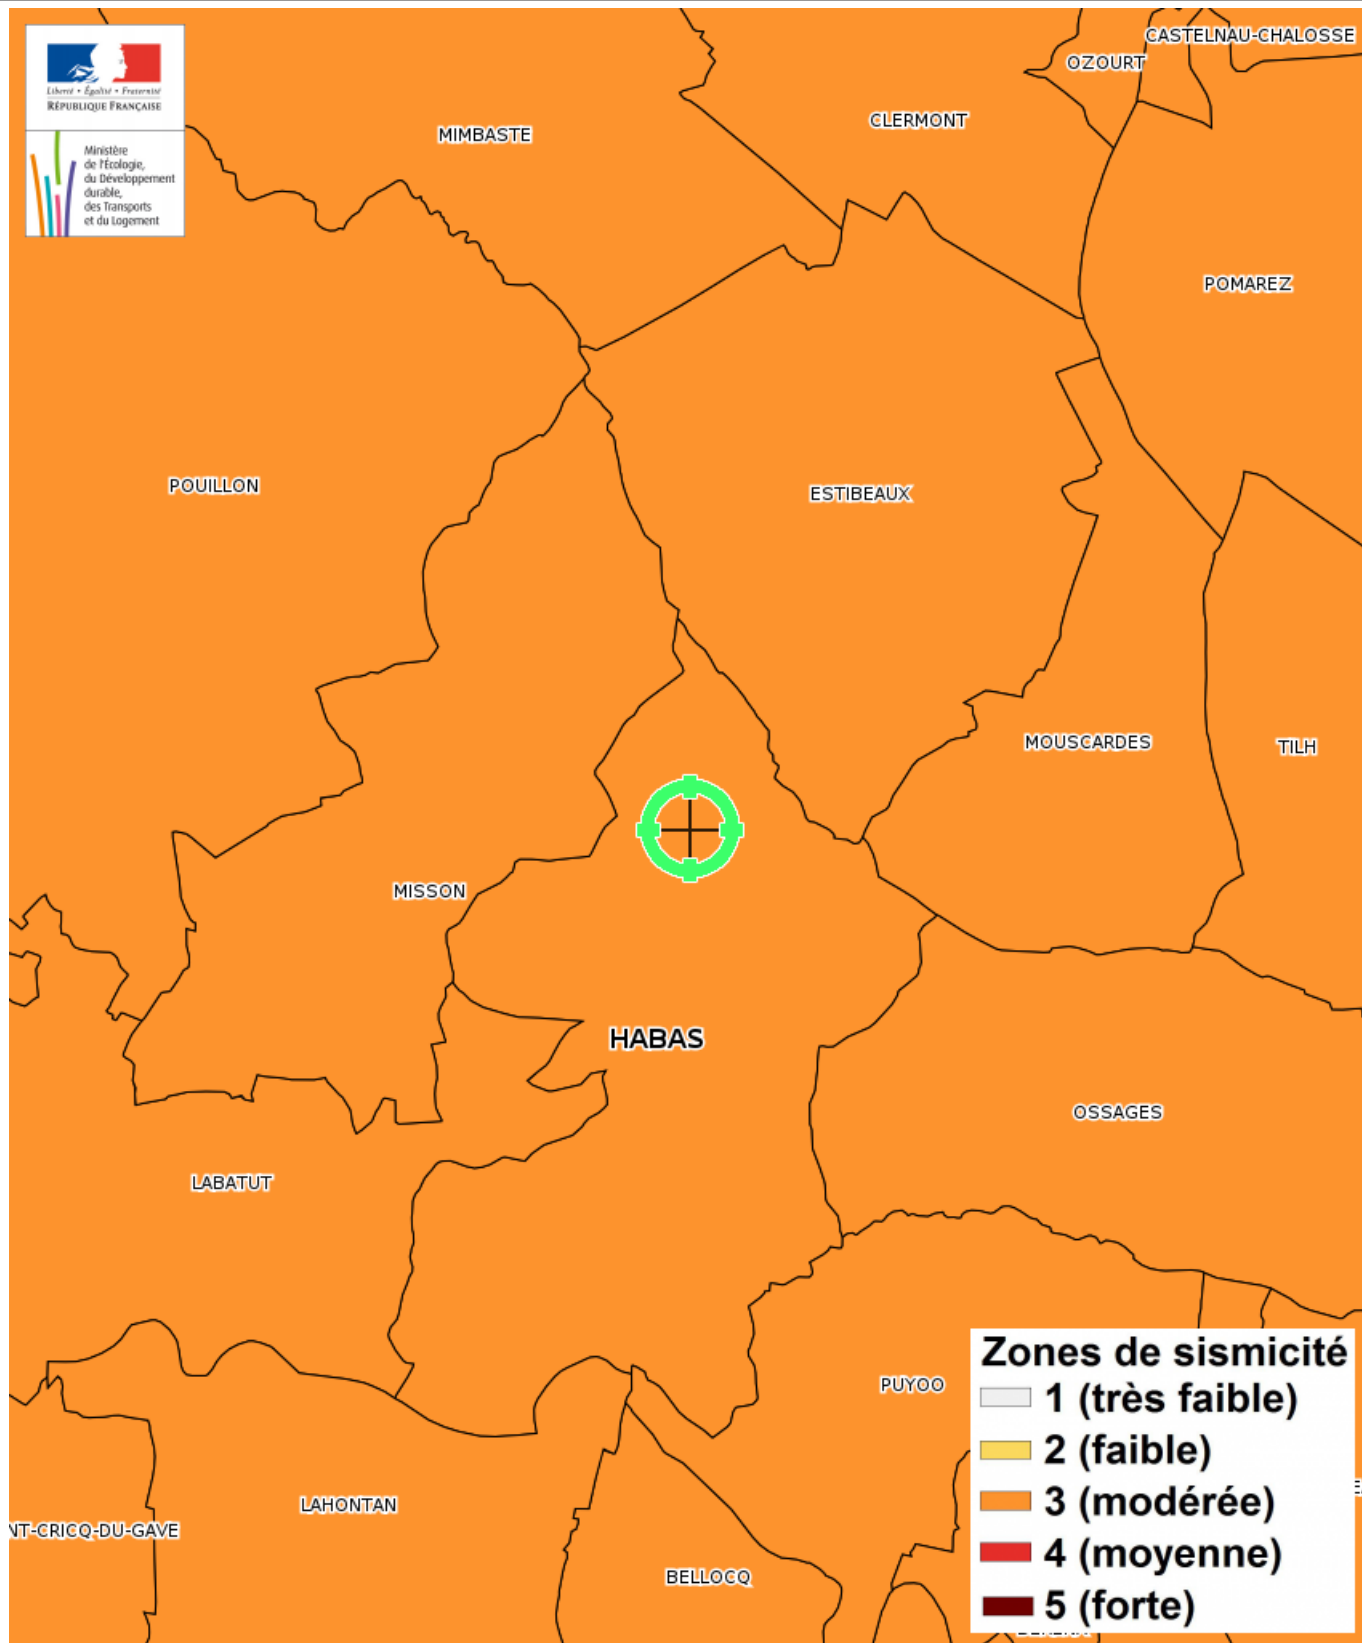 CASTELNAU-CHALOSSE
OZOURT
Liberté • Égalité • Fraternité
RÉPUBLIQUE FRANÇAISE
CLERMONT
MIMBASTE
Ministère
de l'Écologie,
du Développement
durable,
des Transports
et du Logement
POMAREZ
POUILLON
ESTIBEAUX
MOUSCARDES
TILH
MISSON
HABAS
OSSAGES
LABATUT
Zones de sismicité
PUYOO
1 (très faible)
2 (faible)
3 (modérée)
LAHONTAN
NT-CRICQ-DU-GAVE
4 (moyenne)
BELLOCQ
5 (forte)